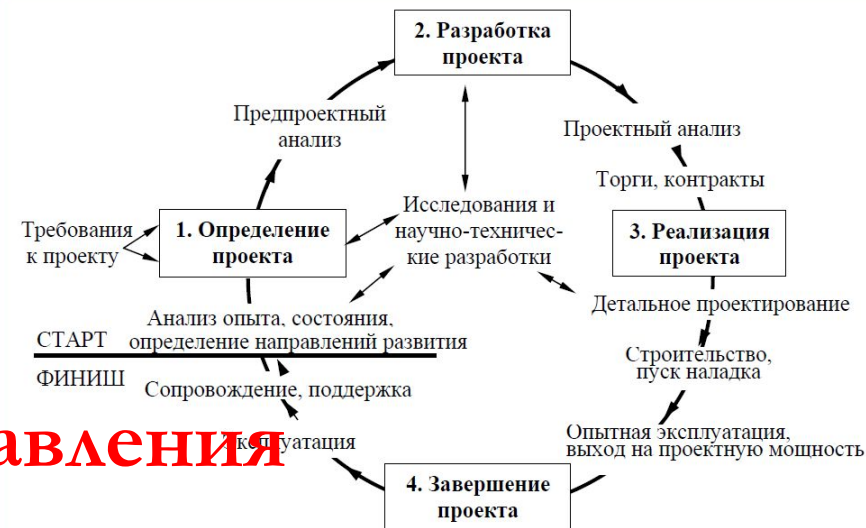 2. Разработка
проекта
Предпроектный
анализ
Проектный анализ
Торги, контракты
Требования
к проекту
1. Определение
проекта
Исследования и
научно-техничес-
кие разработки
3. Реализация
проекта
Детальное проектирование
Анализ опыта, состояния,
определение направлений развития
СТАРТ
ФИНИШ
Сопровождение, поддержка
Строительство,
пуск наладка
авления
Эксплуатация
Опытная эксплуатация,
выход на проектную мощность
4. Завершение
проекта